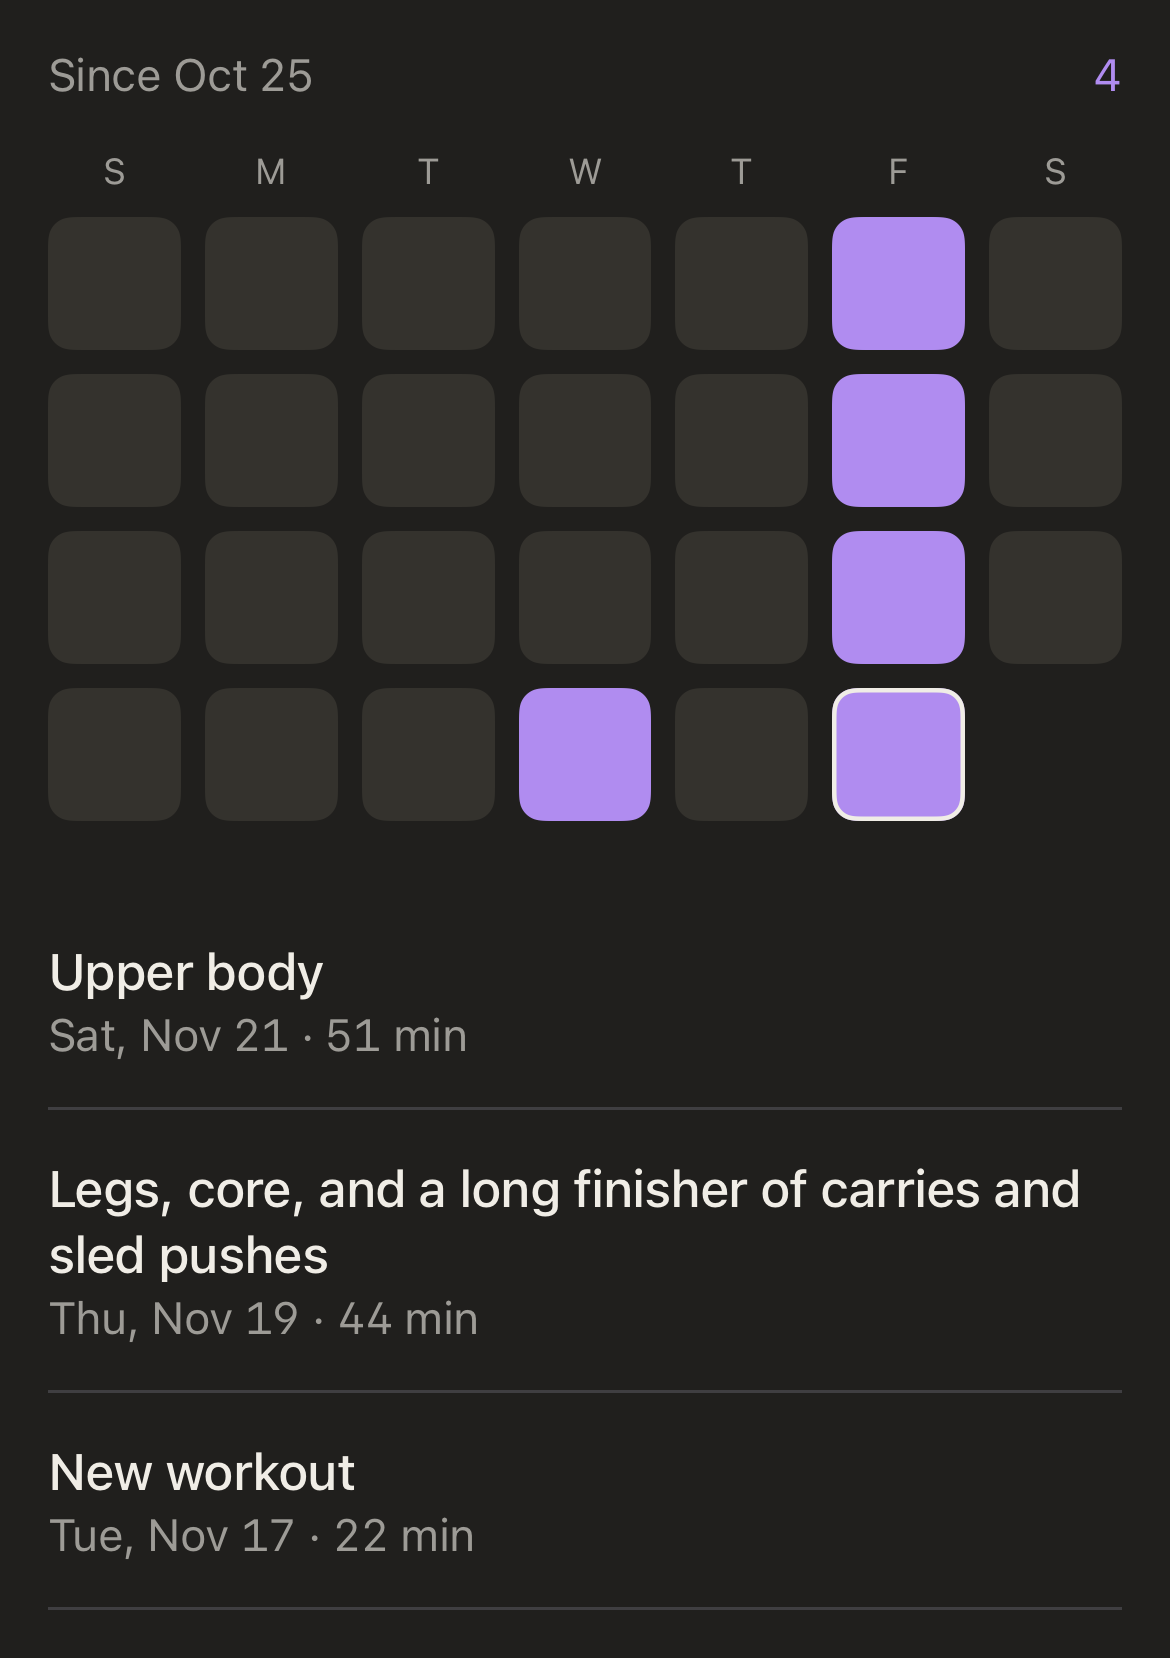 Since Oct 25 4
S M T W T F S
Upper body
Sat, Nov 21 · 51 min
Legs, core, and a long finisher of carries and
sled pushes
Thu, Nov 19 · 44 min
New workout
Tue, Nov 17 · 22 min